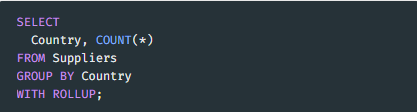 SELECT
  Country, COUNT(*)
FROM Suppliers
GROUP BY Country
WITH ROLLUP;